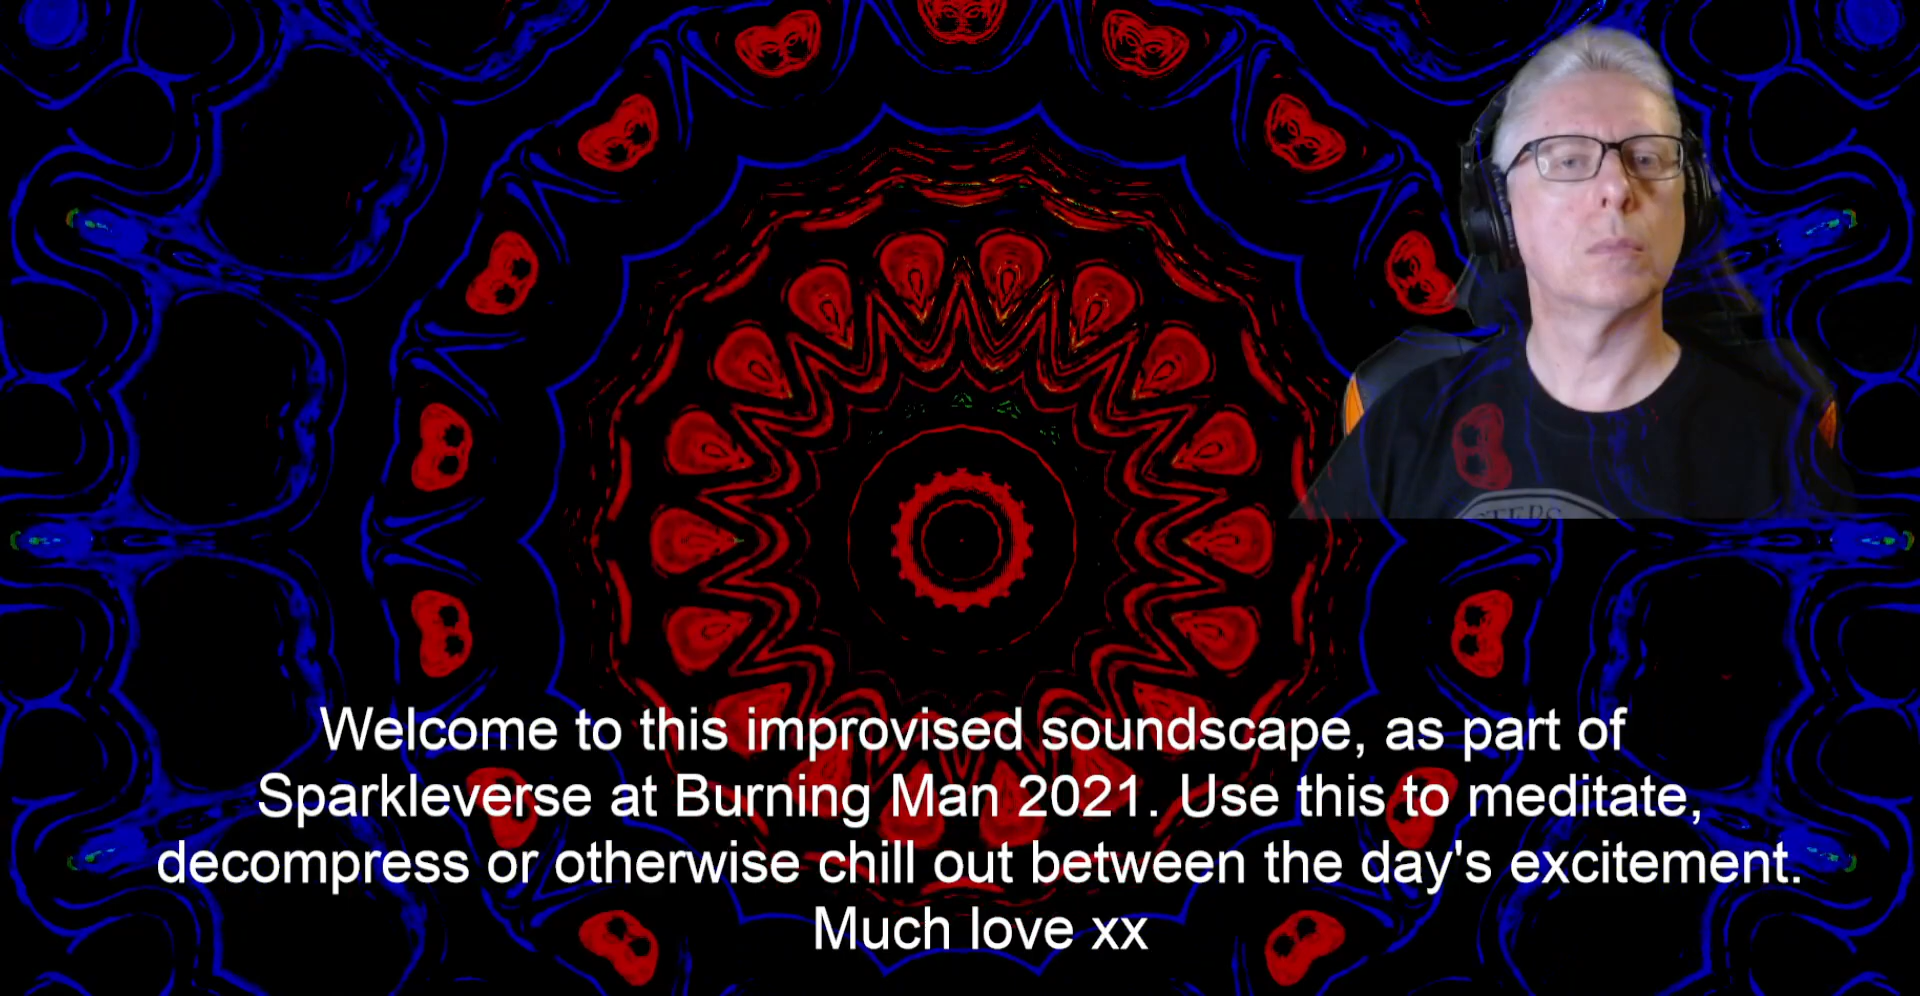 Welcome to this improvised soundscape, as part of
Sparkleverse at Burning Man 2021. Use this to meditate,
decompress or otherwise chill out between the day's excitement.
Much love xx